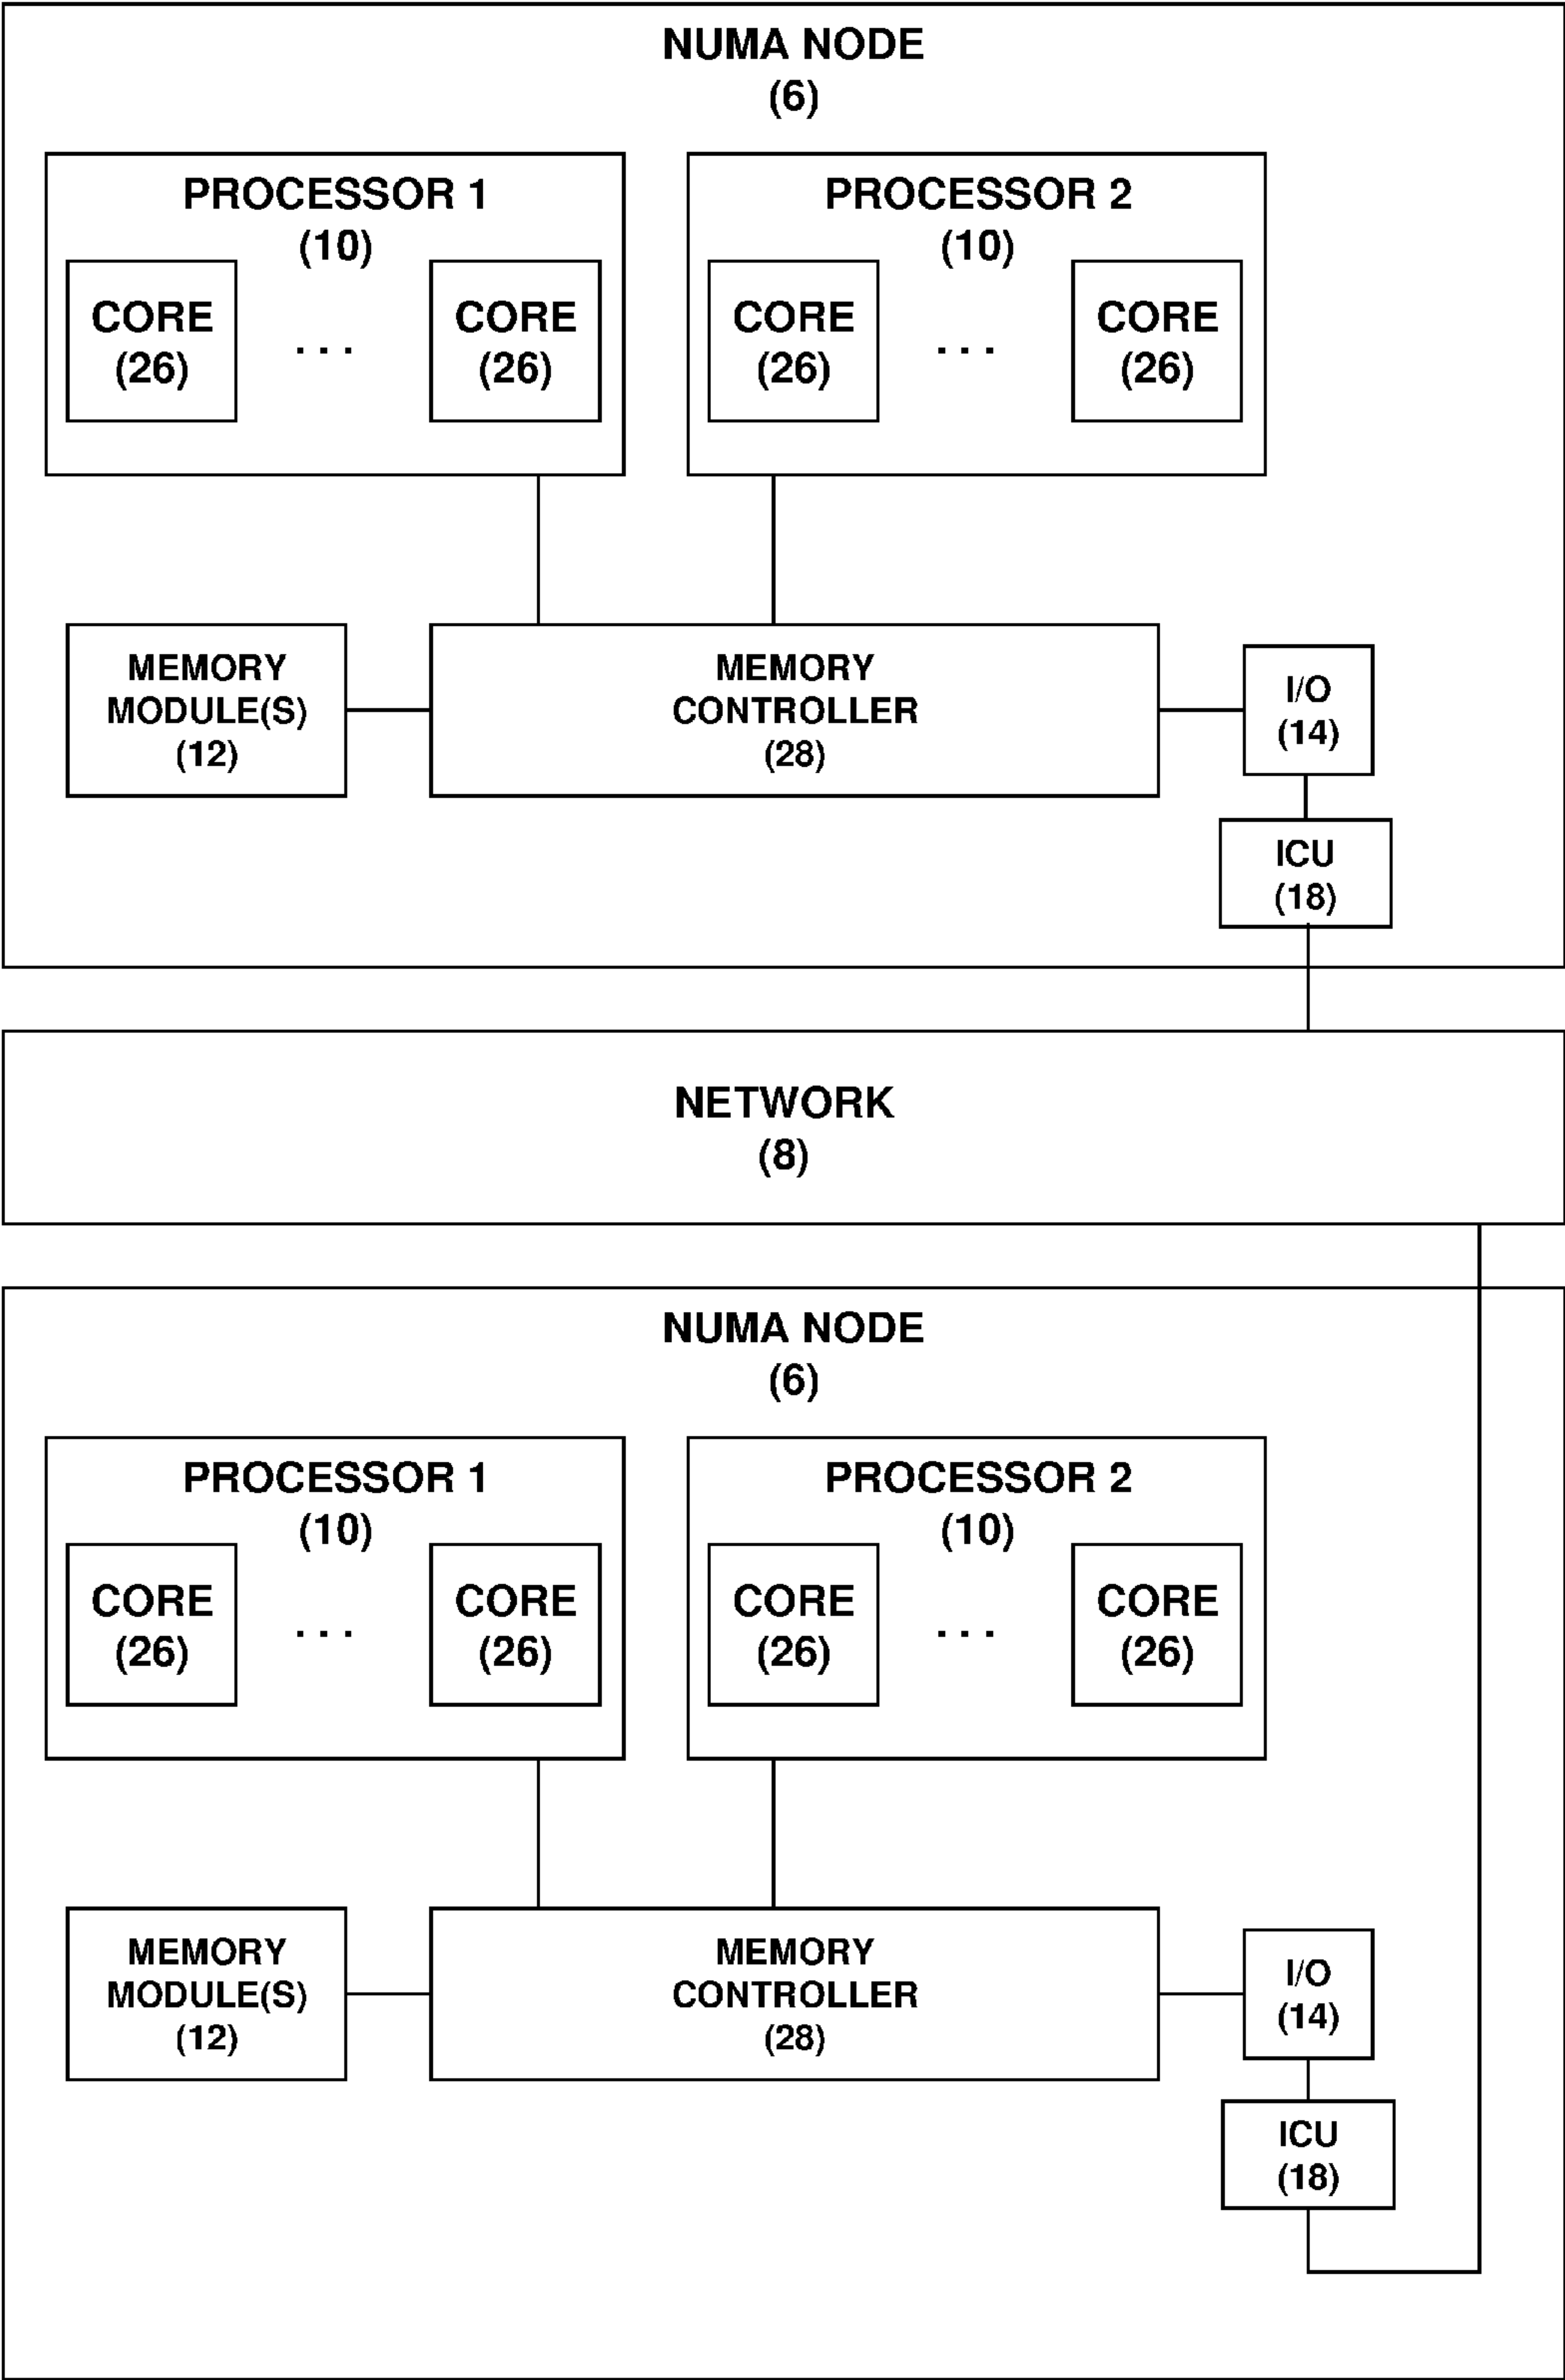 NUMA NODE
(6)
PROCESSOR 1
(10)
CORE
(26)
. . .
CORE
(26)
PROCESSOR 2
(10)
CORE
(26)
. . .
CORE
(26)
MEMORY
MODULE(S)
(12)
MEMORY
CONTROLLER
(28)
I/O
(14)
ICU
(18)
NETWORK
(8)
NUMA NODE
(6)
PROCESSOR 1
(10)
CORE
(26)
. . .
CORE
(26)
PROCESSOR 2
(10)
CORE
(26)
. . .
CORE
(26)
MEMORY
MODULE(S)
(12)
MEMORY
CONTROLLER
(28)
I/O
(14)
ICU
(18)